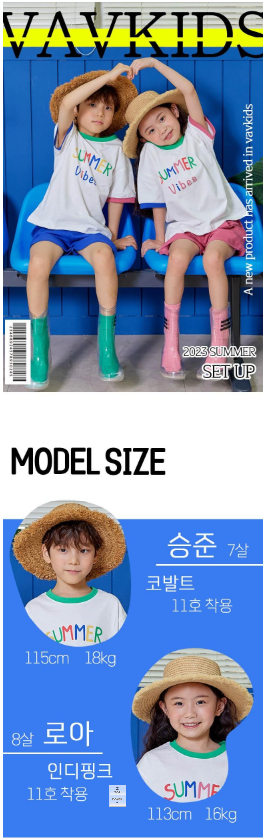 VAVKIDS
SUMMER
Vibes
SUMMER
Vibes
A new product has arrived in vavkids
2023 SUMMER
SET UP
MODEL SIZE
승준 7살
코발트
11호 착용
SUMMER
115cm 18kg
8살 로아
인디핑크
11호 착용
SUMME
113cm 16kg